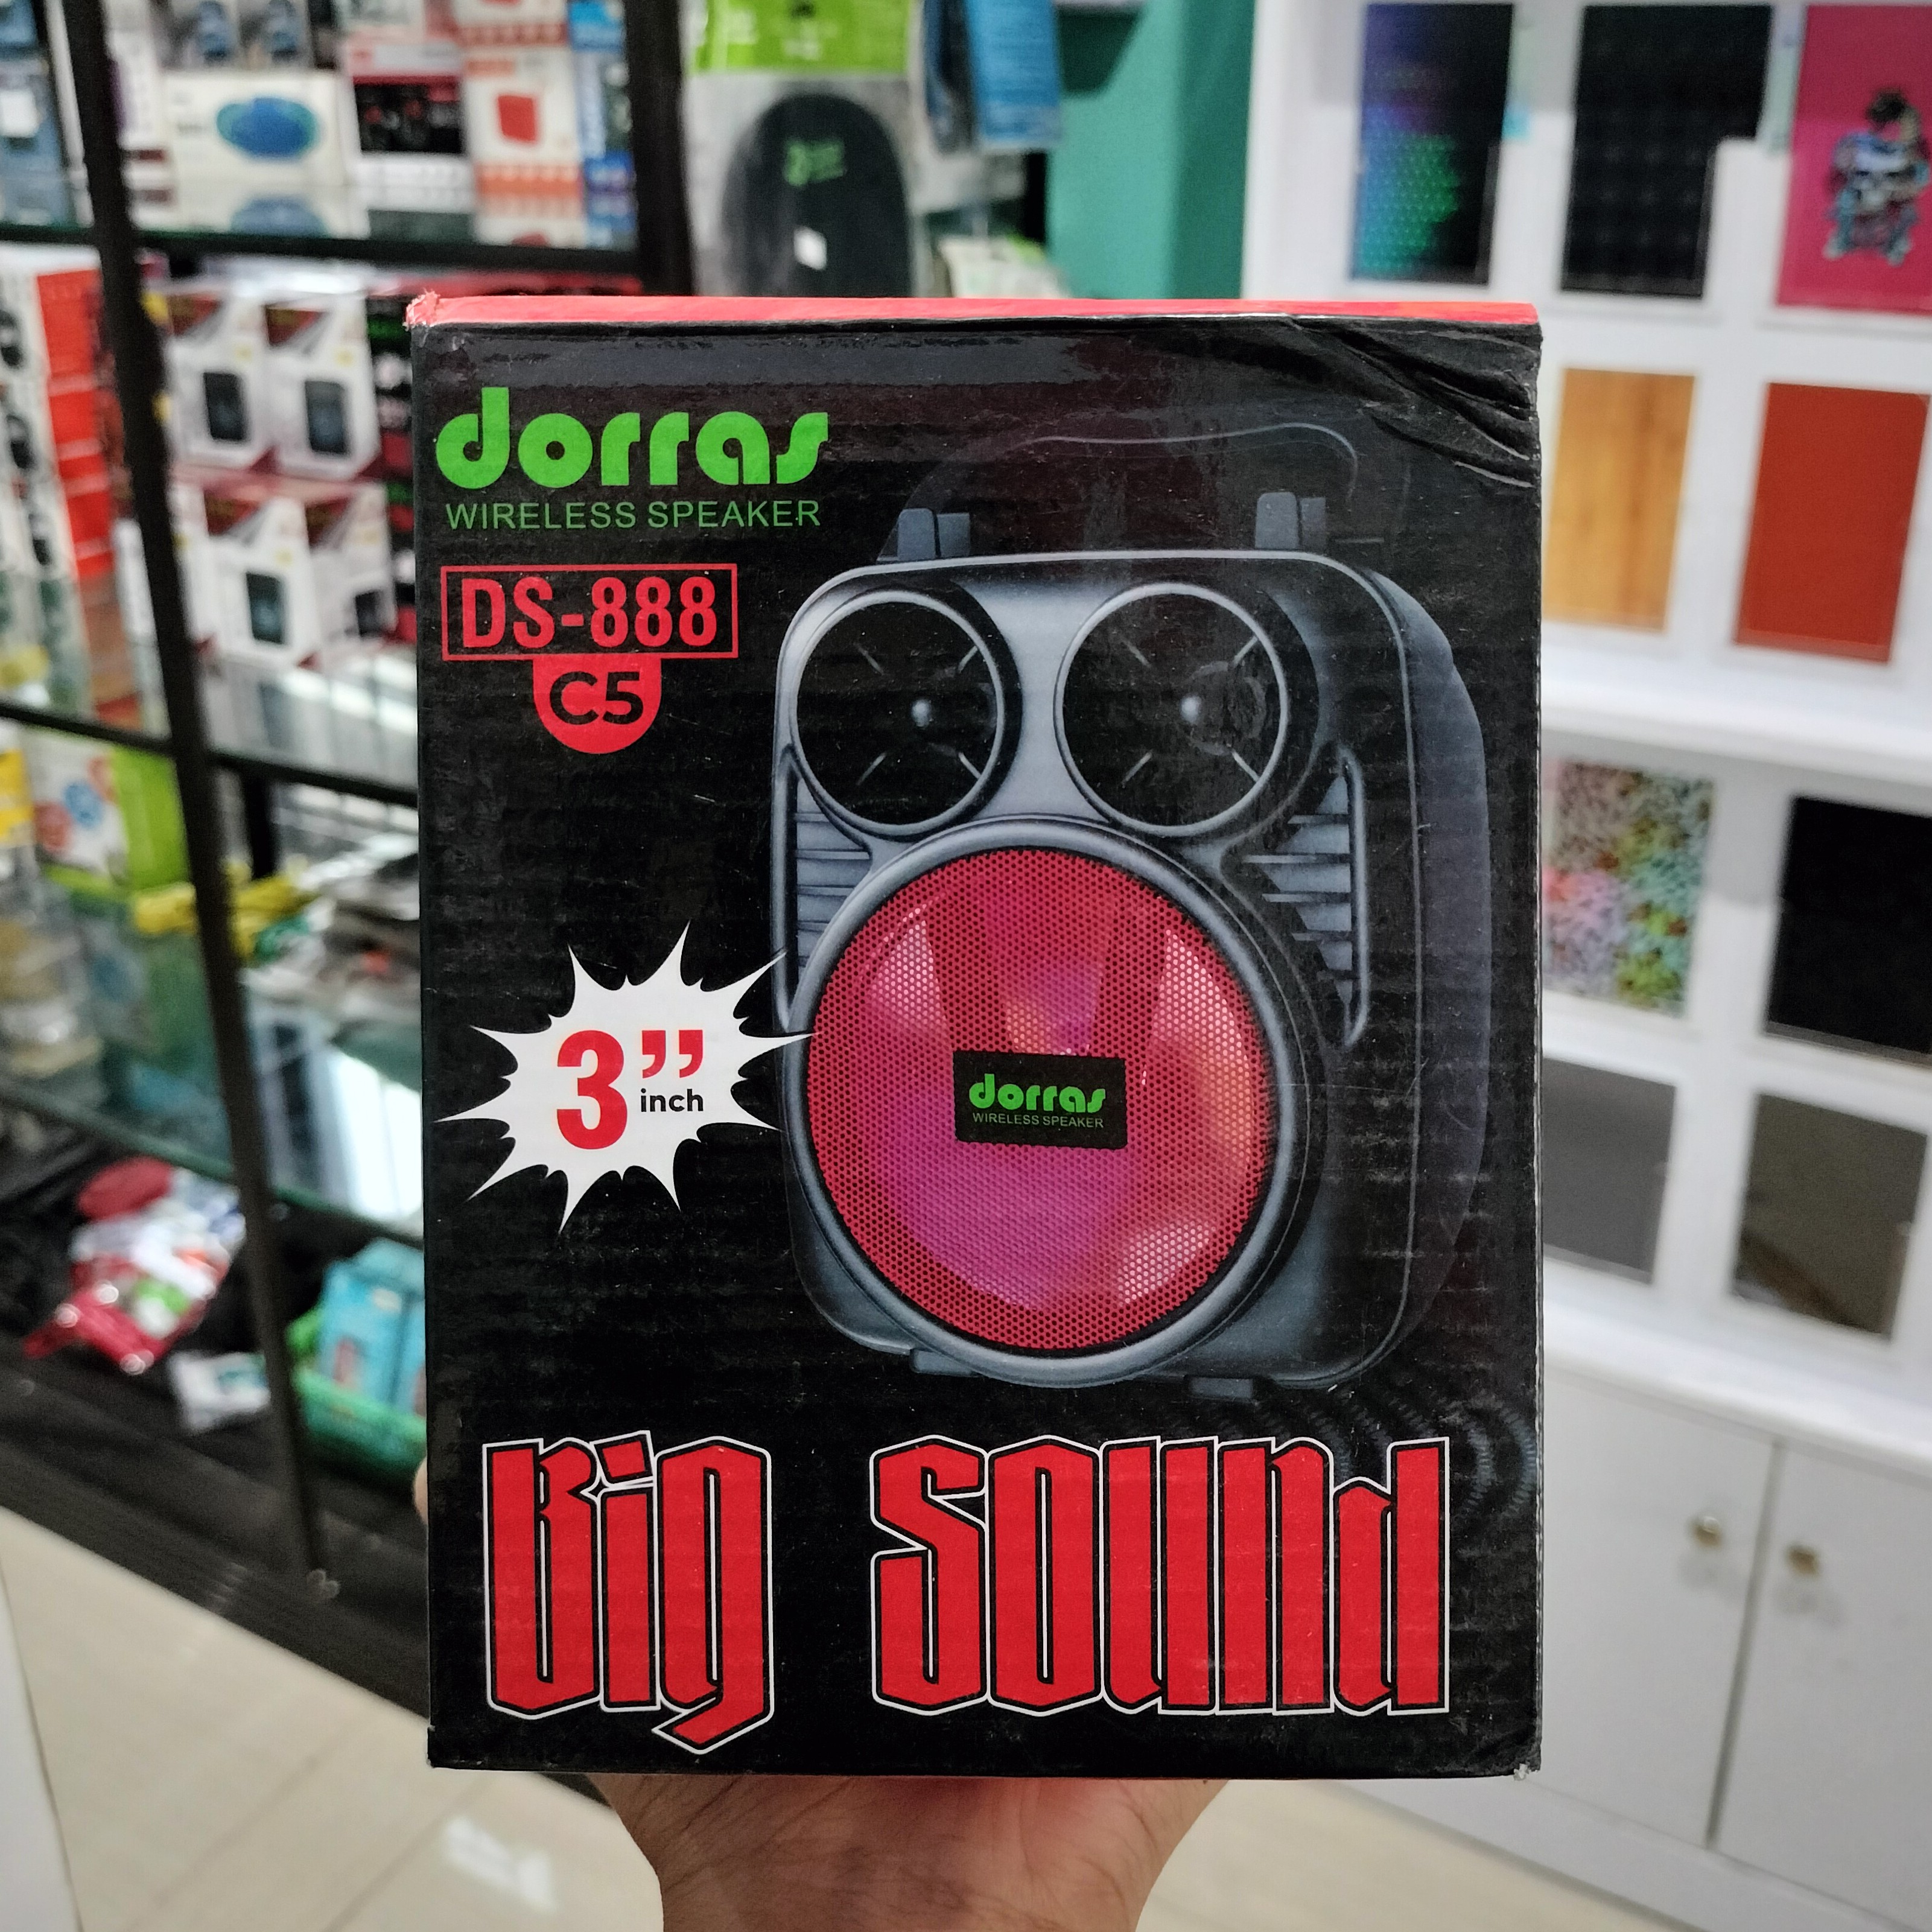 dorras
WIRELESS SPEAKER
DS-888
C5
3”
inch
dorras
WIRELESS SPEAKER
Big Sound